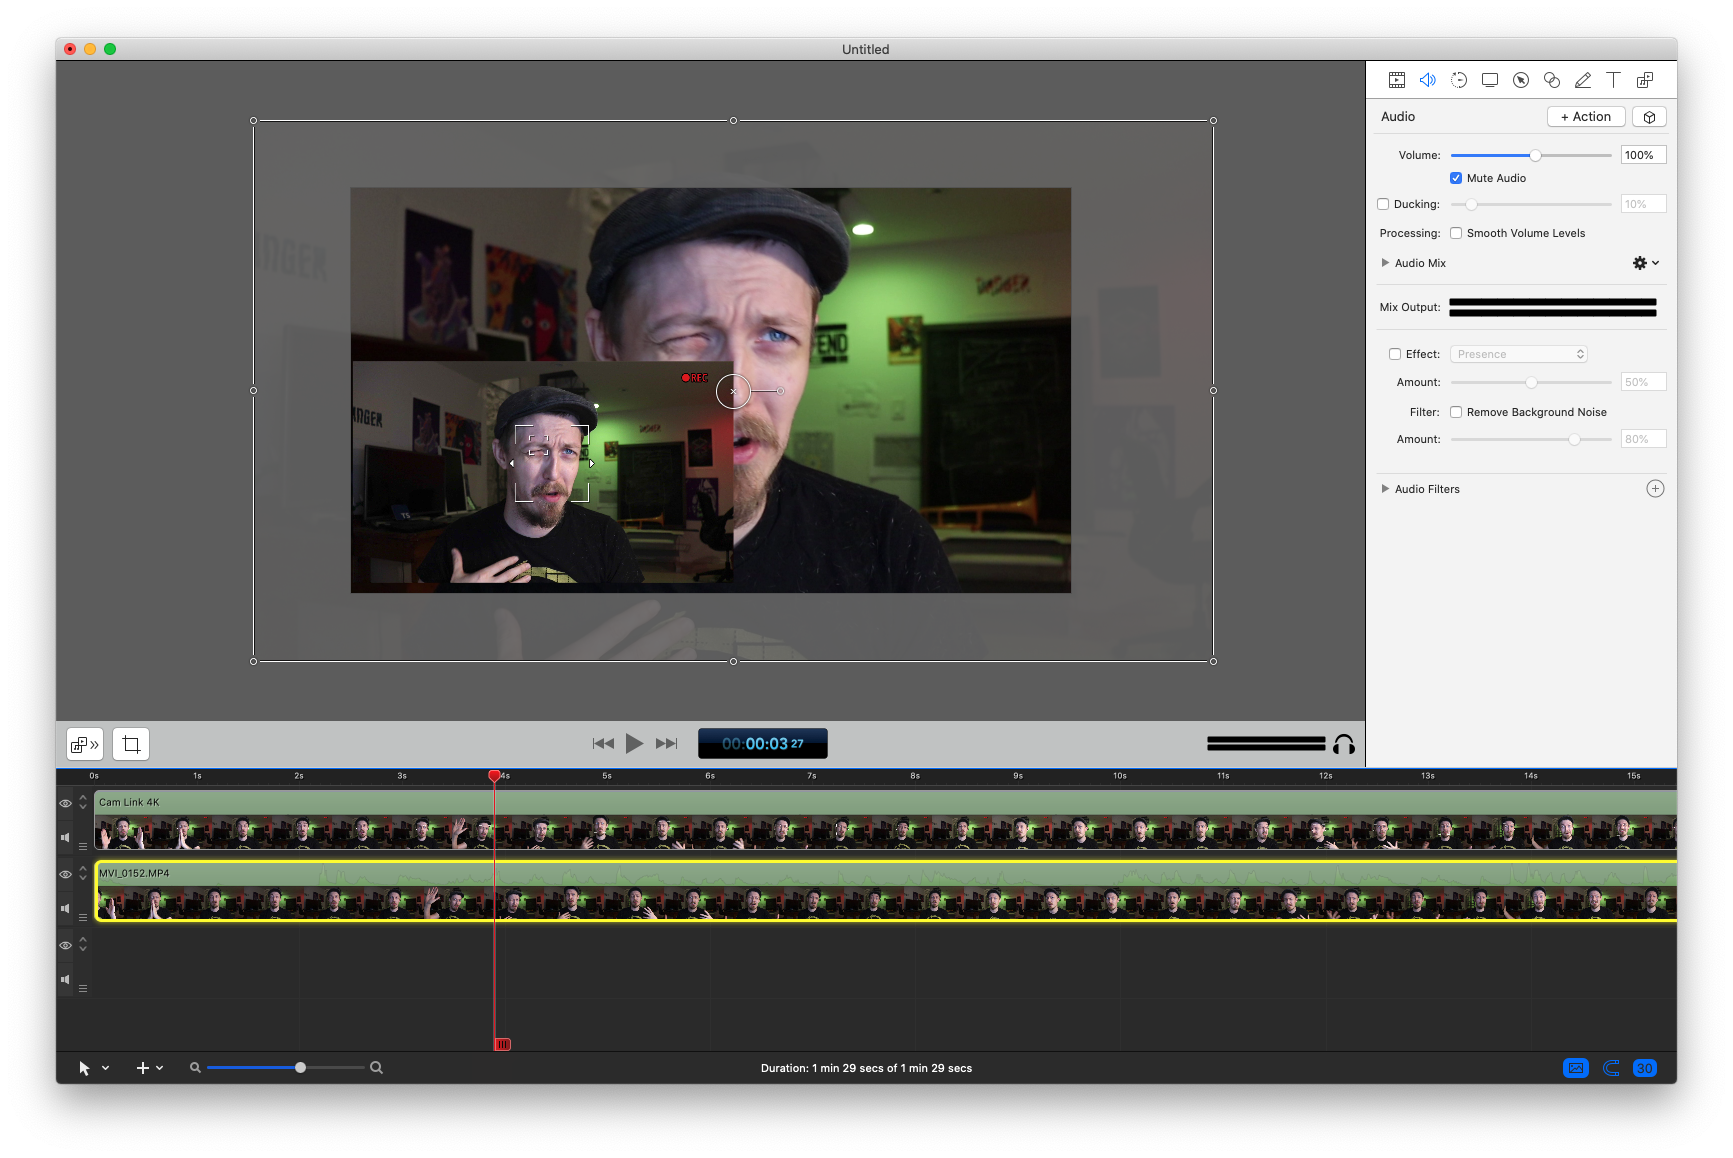 Untitled
Audio
+ Action
Volume:
100%
Mute Audio
Ducking:
10%
Processing:
Smooth Volume Levels
Audio Mix
Mix Output:
Effect:
Presence
Amount:
50%
Filter:
Remove Background Noise
Amount:
80%
Audio Filters
REC
00:00:03 27
0s 1s 2s 3s 4s 5s 6s 7s 8s 9s 10s 11s 12s 13s 14s 15s
Cam Link 4K
MVI_0152.MP4
Duration: 1 min 29 secs of 1 min 29 secs
30